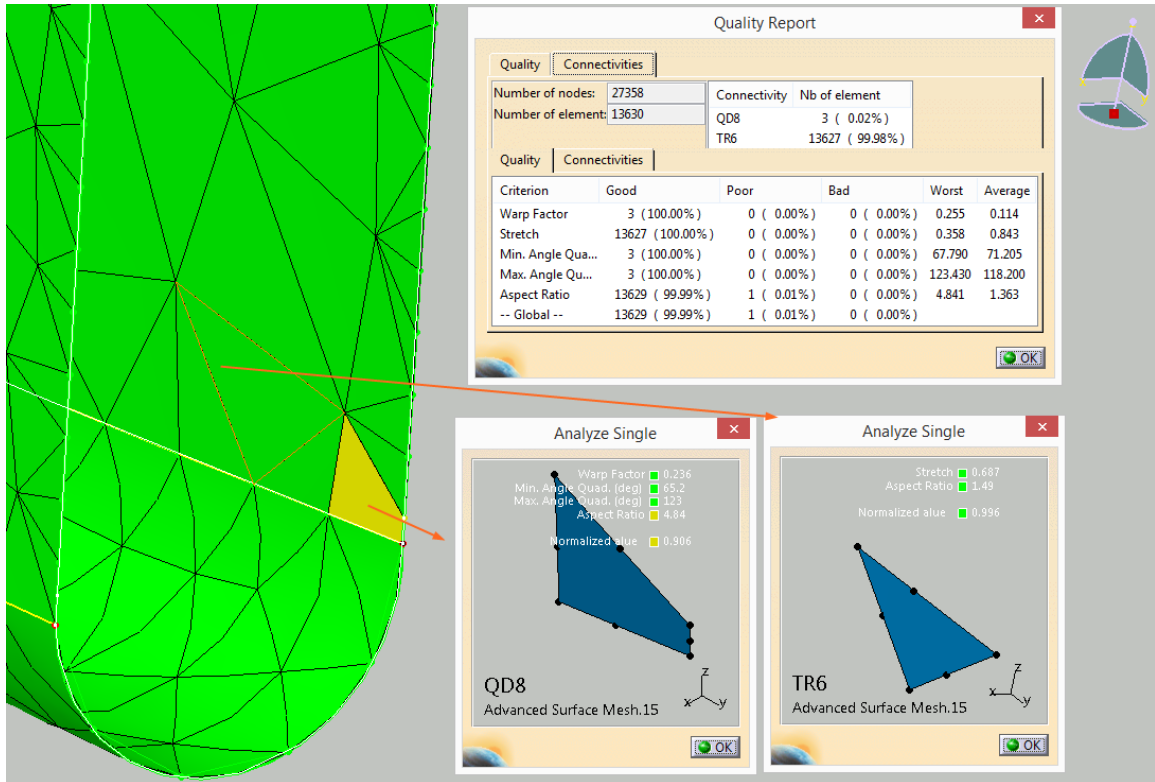 Quality Report
Quality Connectivities
Number of nodes: 27358
Number of element: 13630
Connectivity Nb of element
QD8 3 ( 0.02%)
TR6 13627 ( 99.98%)
Quality Connectivities
Criterion Good Poor Bad Worst Average
Warp Factor 3 (100.00%) 0 ( 0.00%) 0 ( 0.00%) 0.255 0.114
Stretch 13627 (100.00%) 0 ( 0.00%) 0 ( 0.00%) 0.358 0.843
Min. Angle Qua... 3 (100.00%) 0 ( 0.00%) 0 ( 0.00%) 67.790 71.205
Max. Angle Qu... 3 (100.00%) 0 ( 0.00%) 0 ( 0.00%) 123.430 118.200
Aspect Ratio 13629 ( 99.99%) 1 ( 0.01%) 0 ( 0.00%) 4.841 1.363
-- Global -- 13629 ( 99.99%) 1 ( 0.01%) 0 ( 0.00%)
OK
Analyze Single
Warp Factor 0.236
Min. Angle Quad. (deg) 65.2
Max. Angle Quad. (deg) 123
Aspect Ratio 4.84
Normalized alue 0.906
z
x y
QD8
Advanced Surface Mesh.15
OK
Analyze Single
Stretch 0.687
Aspect Ratio 1.49
Normalized alue 0.996
z
x y
TR6
Advanced Surface Mesh.15
OK
x y